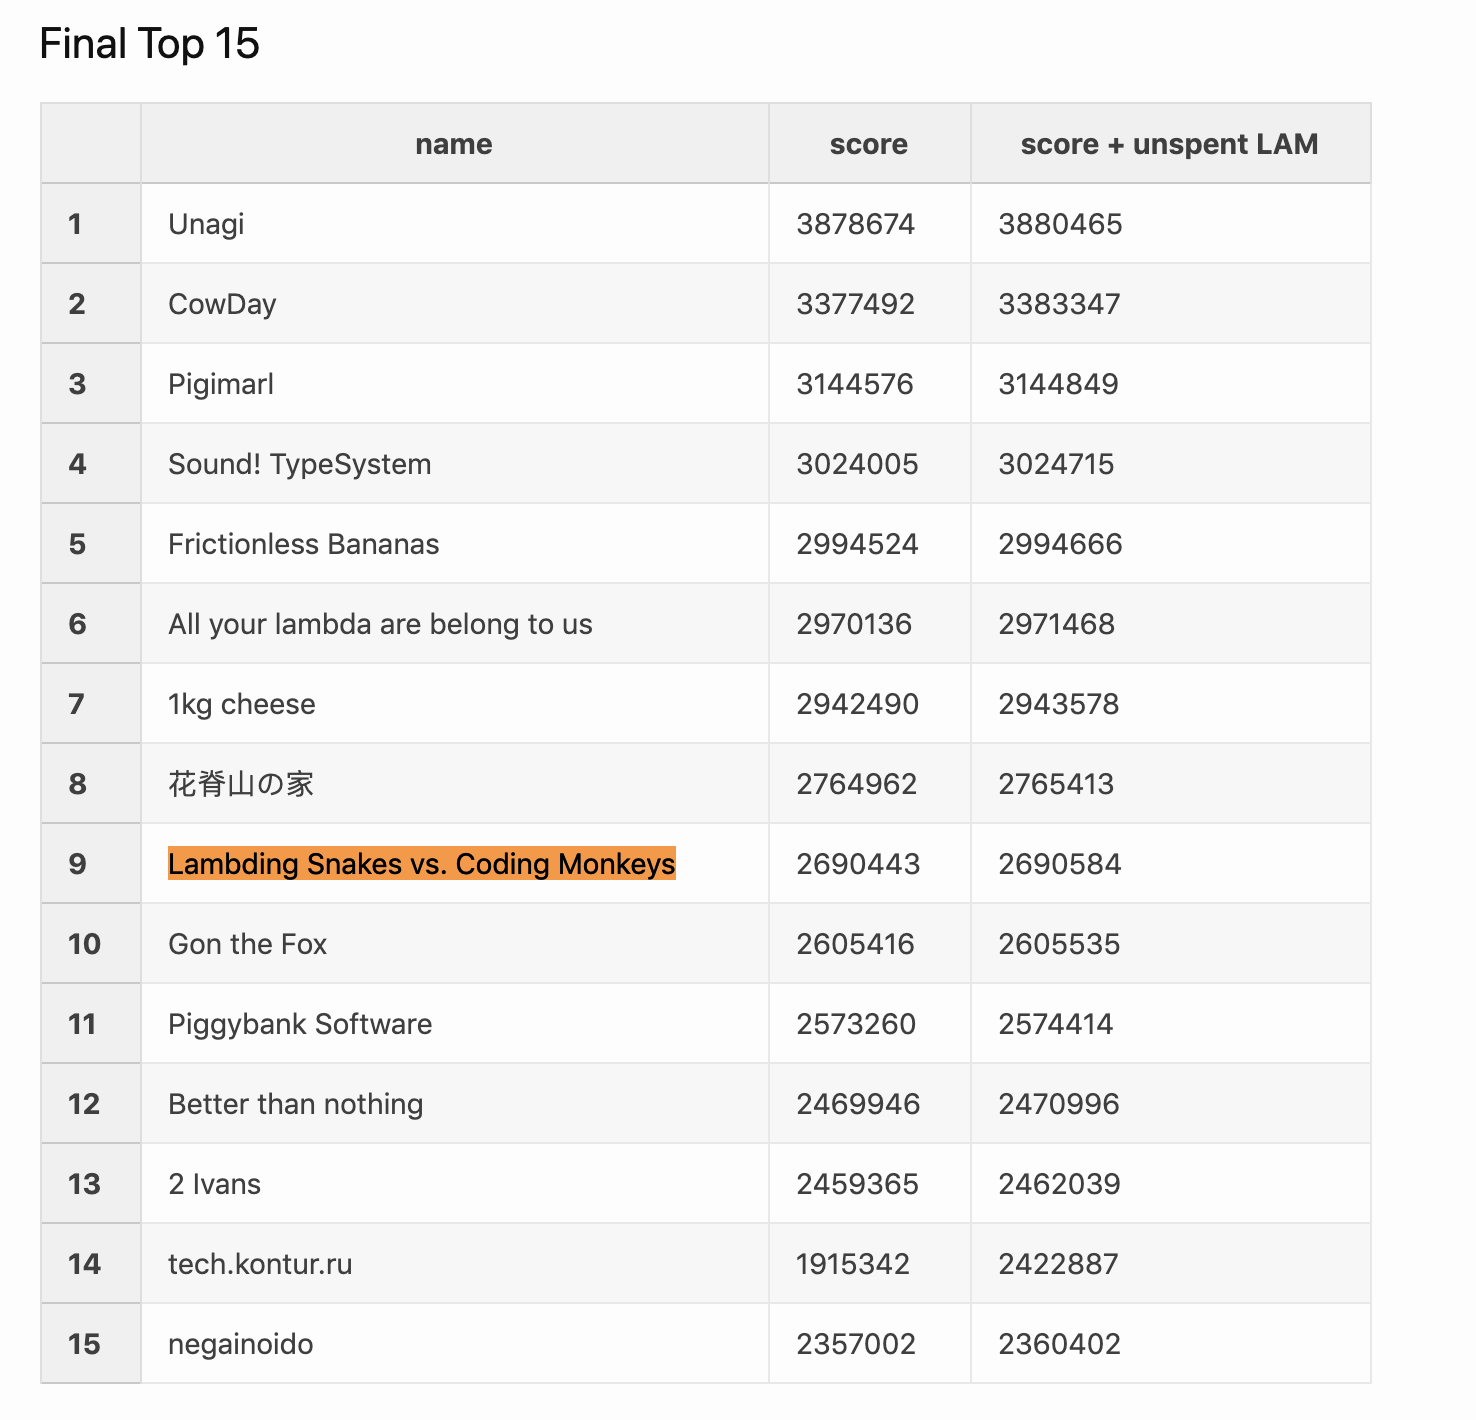 Final Top 15
name score score + unspent LAM
1 Unagi 3878674 3880465
2 CowDay 3377492 3383347
3 Pigimarl 3144576 3144849
4 Sound! TypeSystem 3024005 3024715
5 Frictionless Bananas 2994524 2994666
6 All your lambda are belong to us 2970136 2971468
7 1kg cheese 2942490 2943578
8 花脊山の家 2764962 2765413
9 Lambding Snakes vs. Coding Monkeys 2690443 2690584
10 Gon the Fox 2605416 2605535
11 Piggybank Software 2573260 2574414
12 Better than nothing 2469946 2470996
13 2 Ivans 2459365 2462039
14 tech.kontur.ru 1915342 2422887
15 negainoido 2357002 2360402